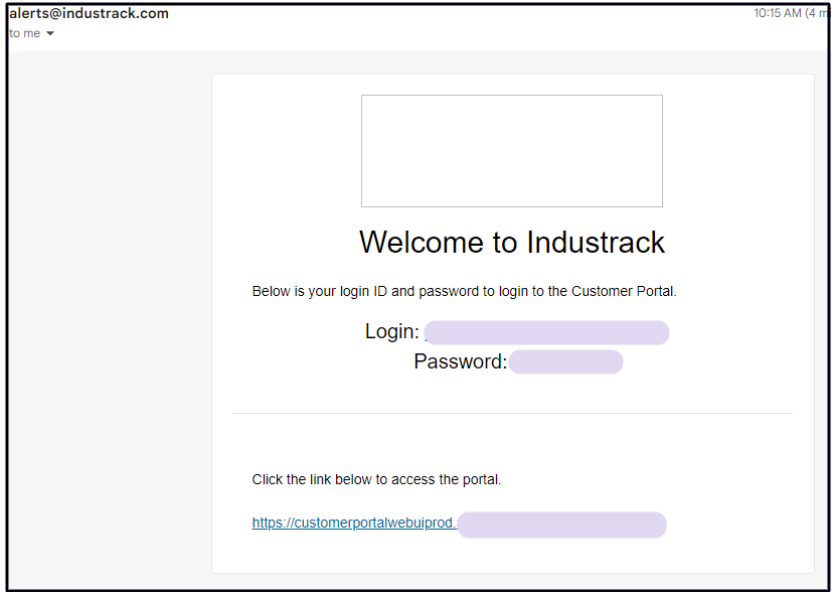 alerts@industrack.com 10:15 AM (4 mi
to me
Welcome to Industrack
Below is your login ID and password to login to the Customer Portal.
Login:
Password:
Click the link below to access the portal.
https://customerportalwebuiprod.